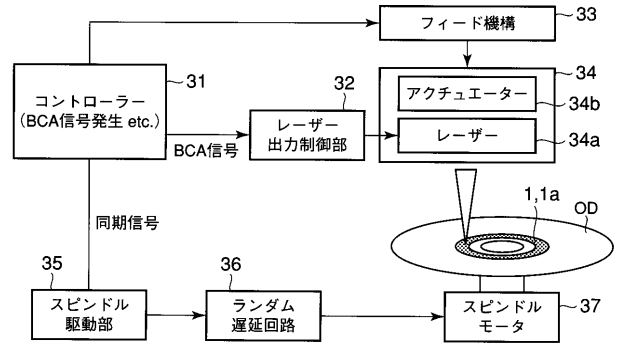 フィード機構
33
31
コントローラー
(BCA信号発生 etc.)
32
レーザー
出力制御部
BCA信号
34
アクチュエーター
34b
レーザー
34a
同期信号
1,1a
OD
35
スピンドル
駆動部
36
ランダム
遅延回路
スピンドル
モータ
37